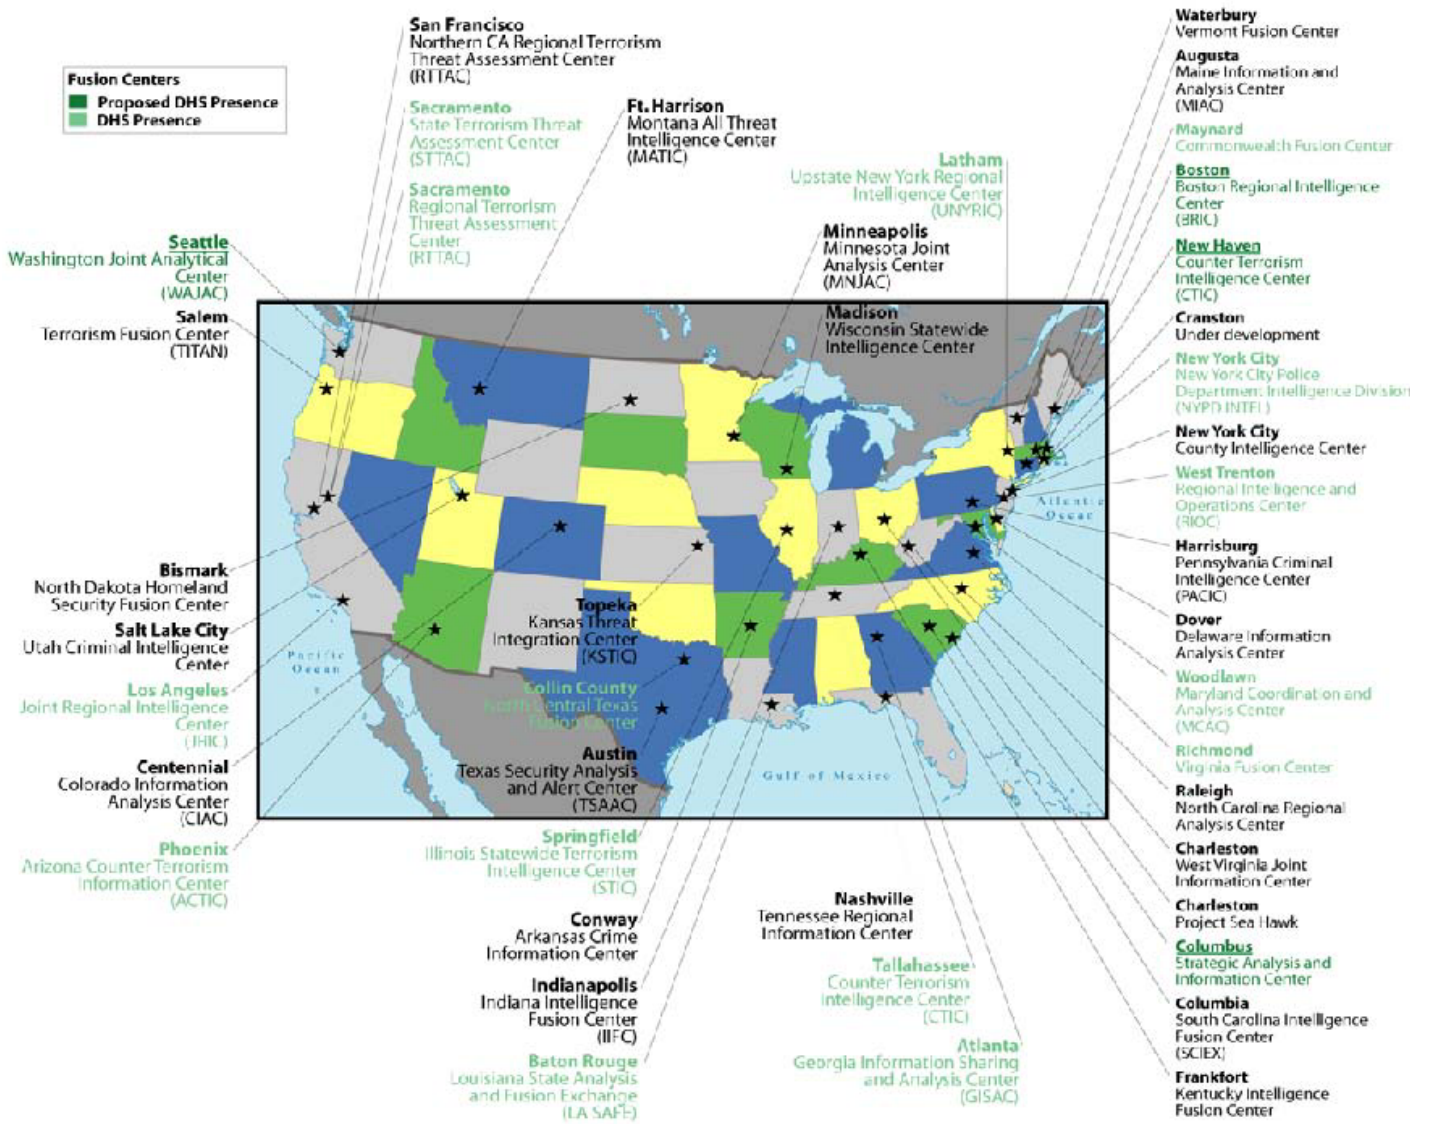 Fusion Centers
Proposed DHS Presence
DHS Presence
San Francisco
Northern CA Regional Terrorism
Threat Assessment Center
(RTTAC)
Sacramento
State Terrorism Threat
Assessment Center
(STTAC)
Sacramento
Regional Terrorism
Threat Assessment
Center
(RTTAC)
Ft. Harrison
Montana All Threat
Intelligence Center
(MATIC)
Latham
Upstate New York Regional
Intelligence Center
(UNYRIC)
Minneapolis
Minnesota Joint
Analysis Center
(MNJAC)
Madison
Wisconsin Statewide
Intelligence Center
Seattle
Washington Joint Analytical
Center
(WAJAC)
Salem
Terrorism Fusion Center
(TITAN)
Bismark
North Dakota Homeland
Security Fusion Center
Salt Lake City
Utah Criminal Intelligence
Center
Los Angeles
Joint Regional Intelligence
Center
(JRIC)
Centennial
Colorado Information
Analysis Center
(CIAC)
Phoenix
Arizona Counter Terrorism
Information Center
(ACTIC)
Pacific
Ocean
Atlantic
Ocean
Gulf of Mexico
Topeka
Kansas Threat
Integration Center
(KSTIC)
Collin County
North Central Texas
Fusion Center
Austin
Texas Security Analysis
and Alert Center
(TSAAC)
Springfield
Illinois Statewide Terrorism
Intelligence Center
(STIC)
Conway
Arkansas Crime
Information Center
Indianapolis
Indiana Intelligence
Fusion Center
(IIFC)
Baton Rouge
Louisiana State Analysis
and Fusion Exchange
(LA SAFE)
Nashville
Tennessee Regional
Information Center
Tallahassee
Counter Terrorism
Intelligence Center
(CTIC)
Atlanta
Georgia Information Sharing
and Analysis Center
(GISAC)
Waterbury
Vermont Fusion Center
Augusta
Maine Information and
Analysis Center
(MIAC)
Maynard
Commonwealth Fusion Center
Boston
Boston Regional Intelligence
Center
(BRIC)
New Haven
Counter Terrorism
Intelligence Center
(CTIC)
Cranston
Under development
New York City
New York City Police
Department Intelligence Division
(NYPD INTEL)
New York City
County Intelligence Center
West Trenton
Regional Intelligence and
Operations Center
(RIOC)
Harrisburg
Pennsylvania Criminal
Intelligence Center
(PACIC)
Dover
Delaware Information
Analysis Center
Woodlawn
Maryland Coordination and
Analysis Center
(MCAC)
Richmond
Virginia Fusion Center
Raleigh
North Carolina Regional
Analysis Center
Charleston
West Virginia Joint
Information Center
Charleston
Project Sea Hawk
Columbus
Strategic Analysis and
Information Center
Columbia
South Carolina Intelligence
Fusion Center
(SCIEX)
Frankfort
Kentucky Intelligence
Fusion Center